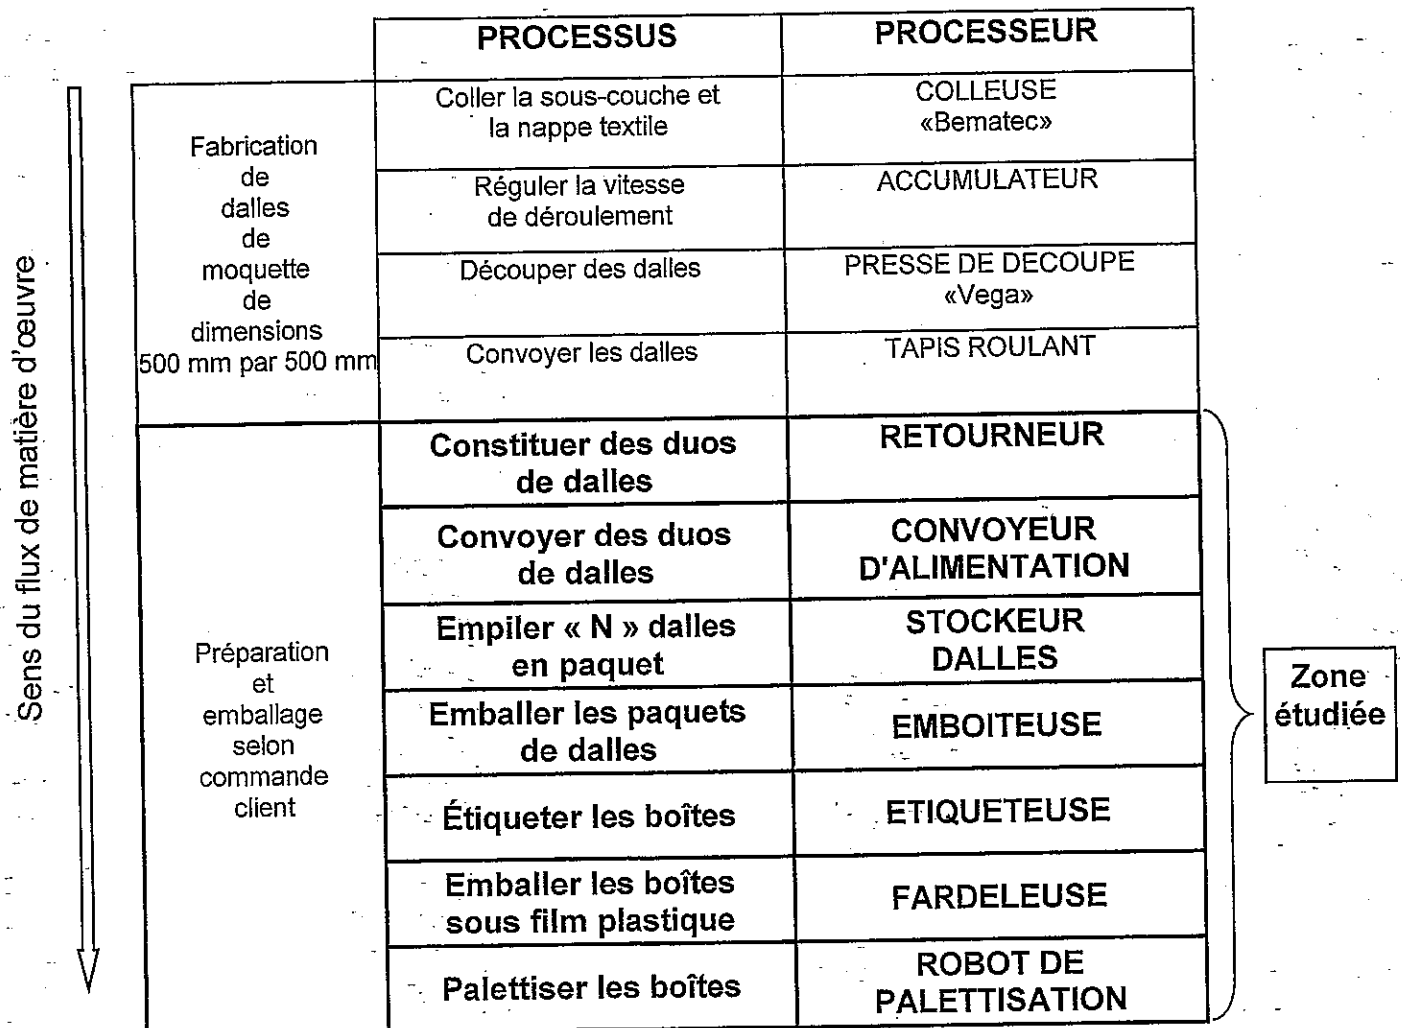 PROCESSUS
PROCESSEUR
Sens du flux de matière d'œuvre
Fabrication
de
dalles
de
moquette
de
dimensions
500 mm par 500 mm
Coller la sous-couche et
la nappe textile
COLLEUSE
«Bematec»
Réguler la vitesse
de déroulement
ACCUMULATEUR
Découper des dalles
PRESSE DE DECOUPE
«Vega»
Convoyer les dalles
TAPIS ROULANT
Préparation
et
emballage
selon
commande
client
Constituer des duos
de dalles
RETOURNEUR
Convoyer des duos
de dalles
CONVOYEUR
D'ALIMENTATION
Empiler « N » dalles
en paquet
STOCKEUR
DALLES
Emballer les paquets
de dalles
EMBOITEUSE
Étiqueter les boîtes
ETIQUETEUSE
Emballer les boîtes
sous film plastique
FARDELEUSE
Palettiser les boîtes
ROBOT DE
PALETTISATION
Zone
étudiée